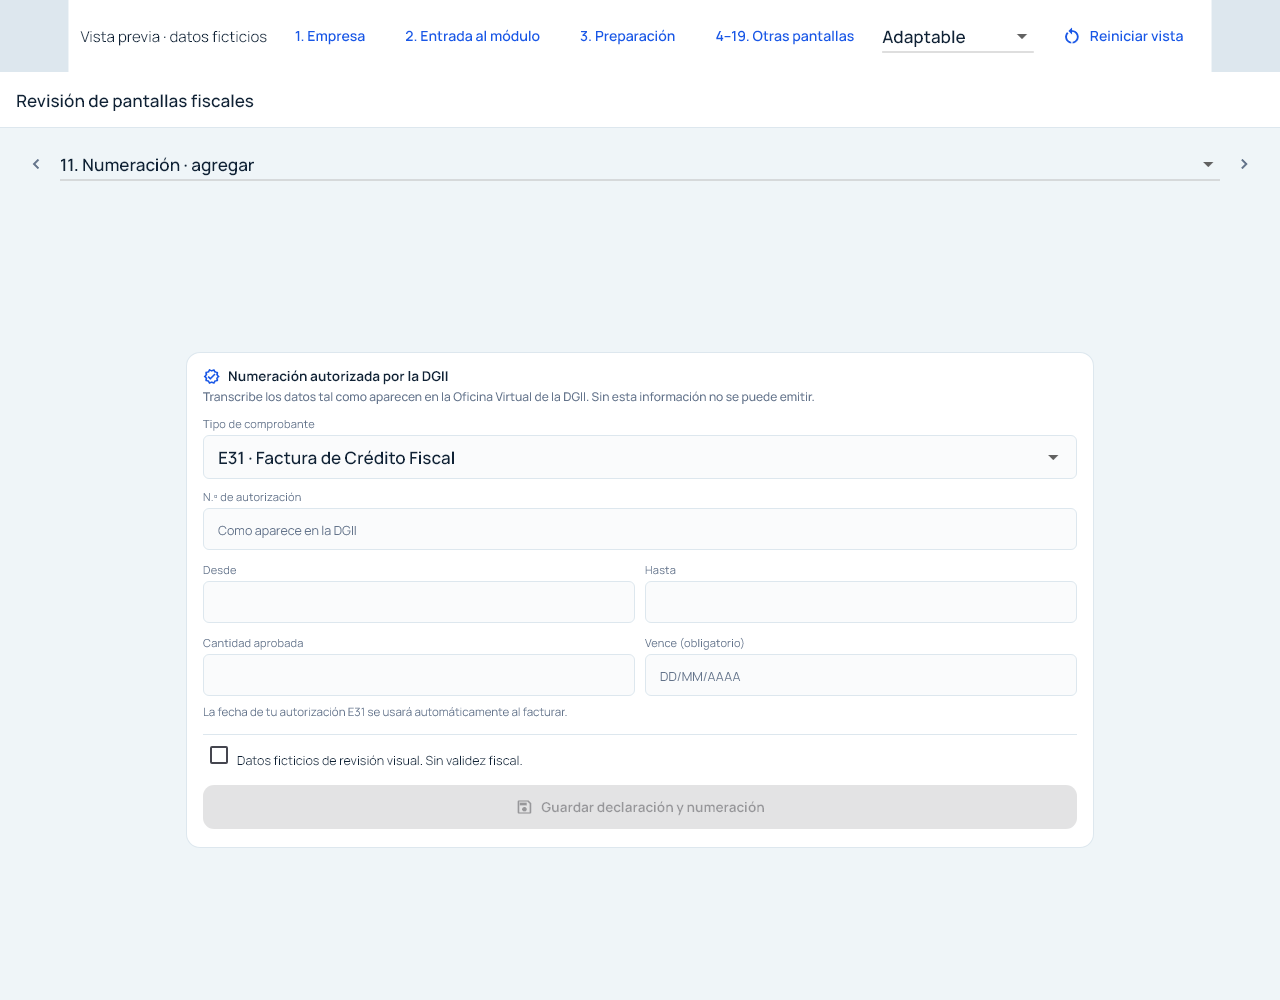 Vista previa · datos ficticios
1. Empresa
2. Entrada al módulo
3. Preparación
4–19. Otras pantallas
Adaptable
Reiniciar vista
Revisión de pantallas fiscales
11. Numeración · agregar
Numeración autorizada por la DGII
Transcribe los datos tal como aparecen en la Oficina Virtual de la DGII. Sin esta información no se puede emitir.
Tipo de comprobante
E31 · Factura de Crédito Fiscal
N.º de autorización
Como aparece en la DGII
Desde
Hasta
Cantidad aprobada
Vence (obligatorio)
DD/MM/AAAA
La fecha de tu autorización E31 se usará automáticamente al facturar.
Datos ficticios de revisión visual. Sin validez fiscal.
Guardar declaración y numeración